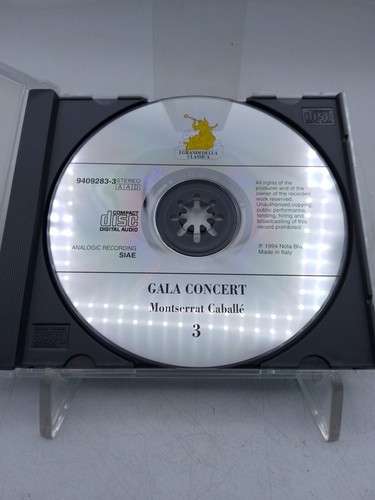 I GRANDI DELLA
CLASSICA
9409283-3 STEREO
AAD
COMPACT
disc
DIGITAL AUDIO
ANALOGIC RECORDING
SIAE
All rights of the
producer and of the
owner of the recorded
work reserved.
Unauthorised copying,
public performance,
lending, hiring and
broadcasting of this
record prohibited.
℗ 1994 Nota Blu
Made in Italy
GALA CONCERT
Montserrat Caballé
3